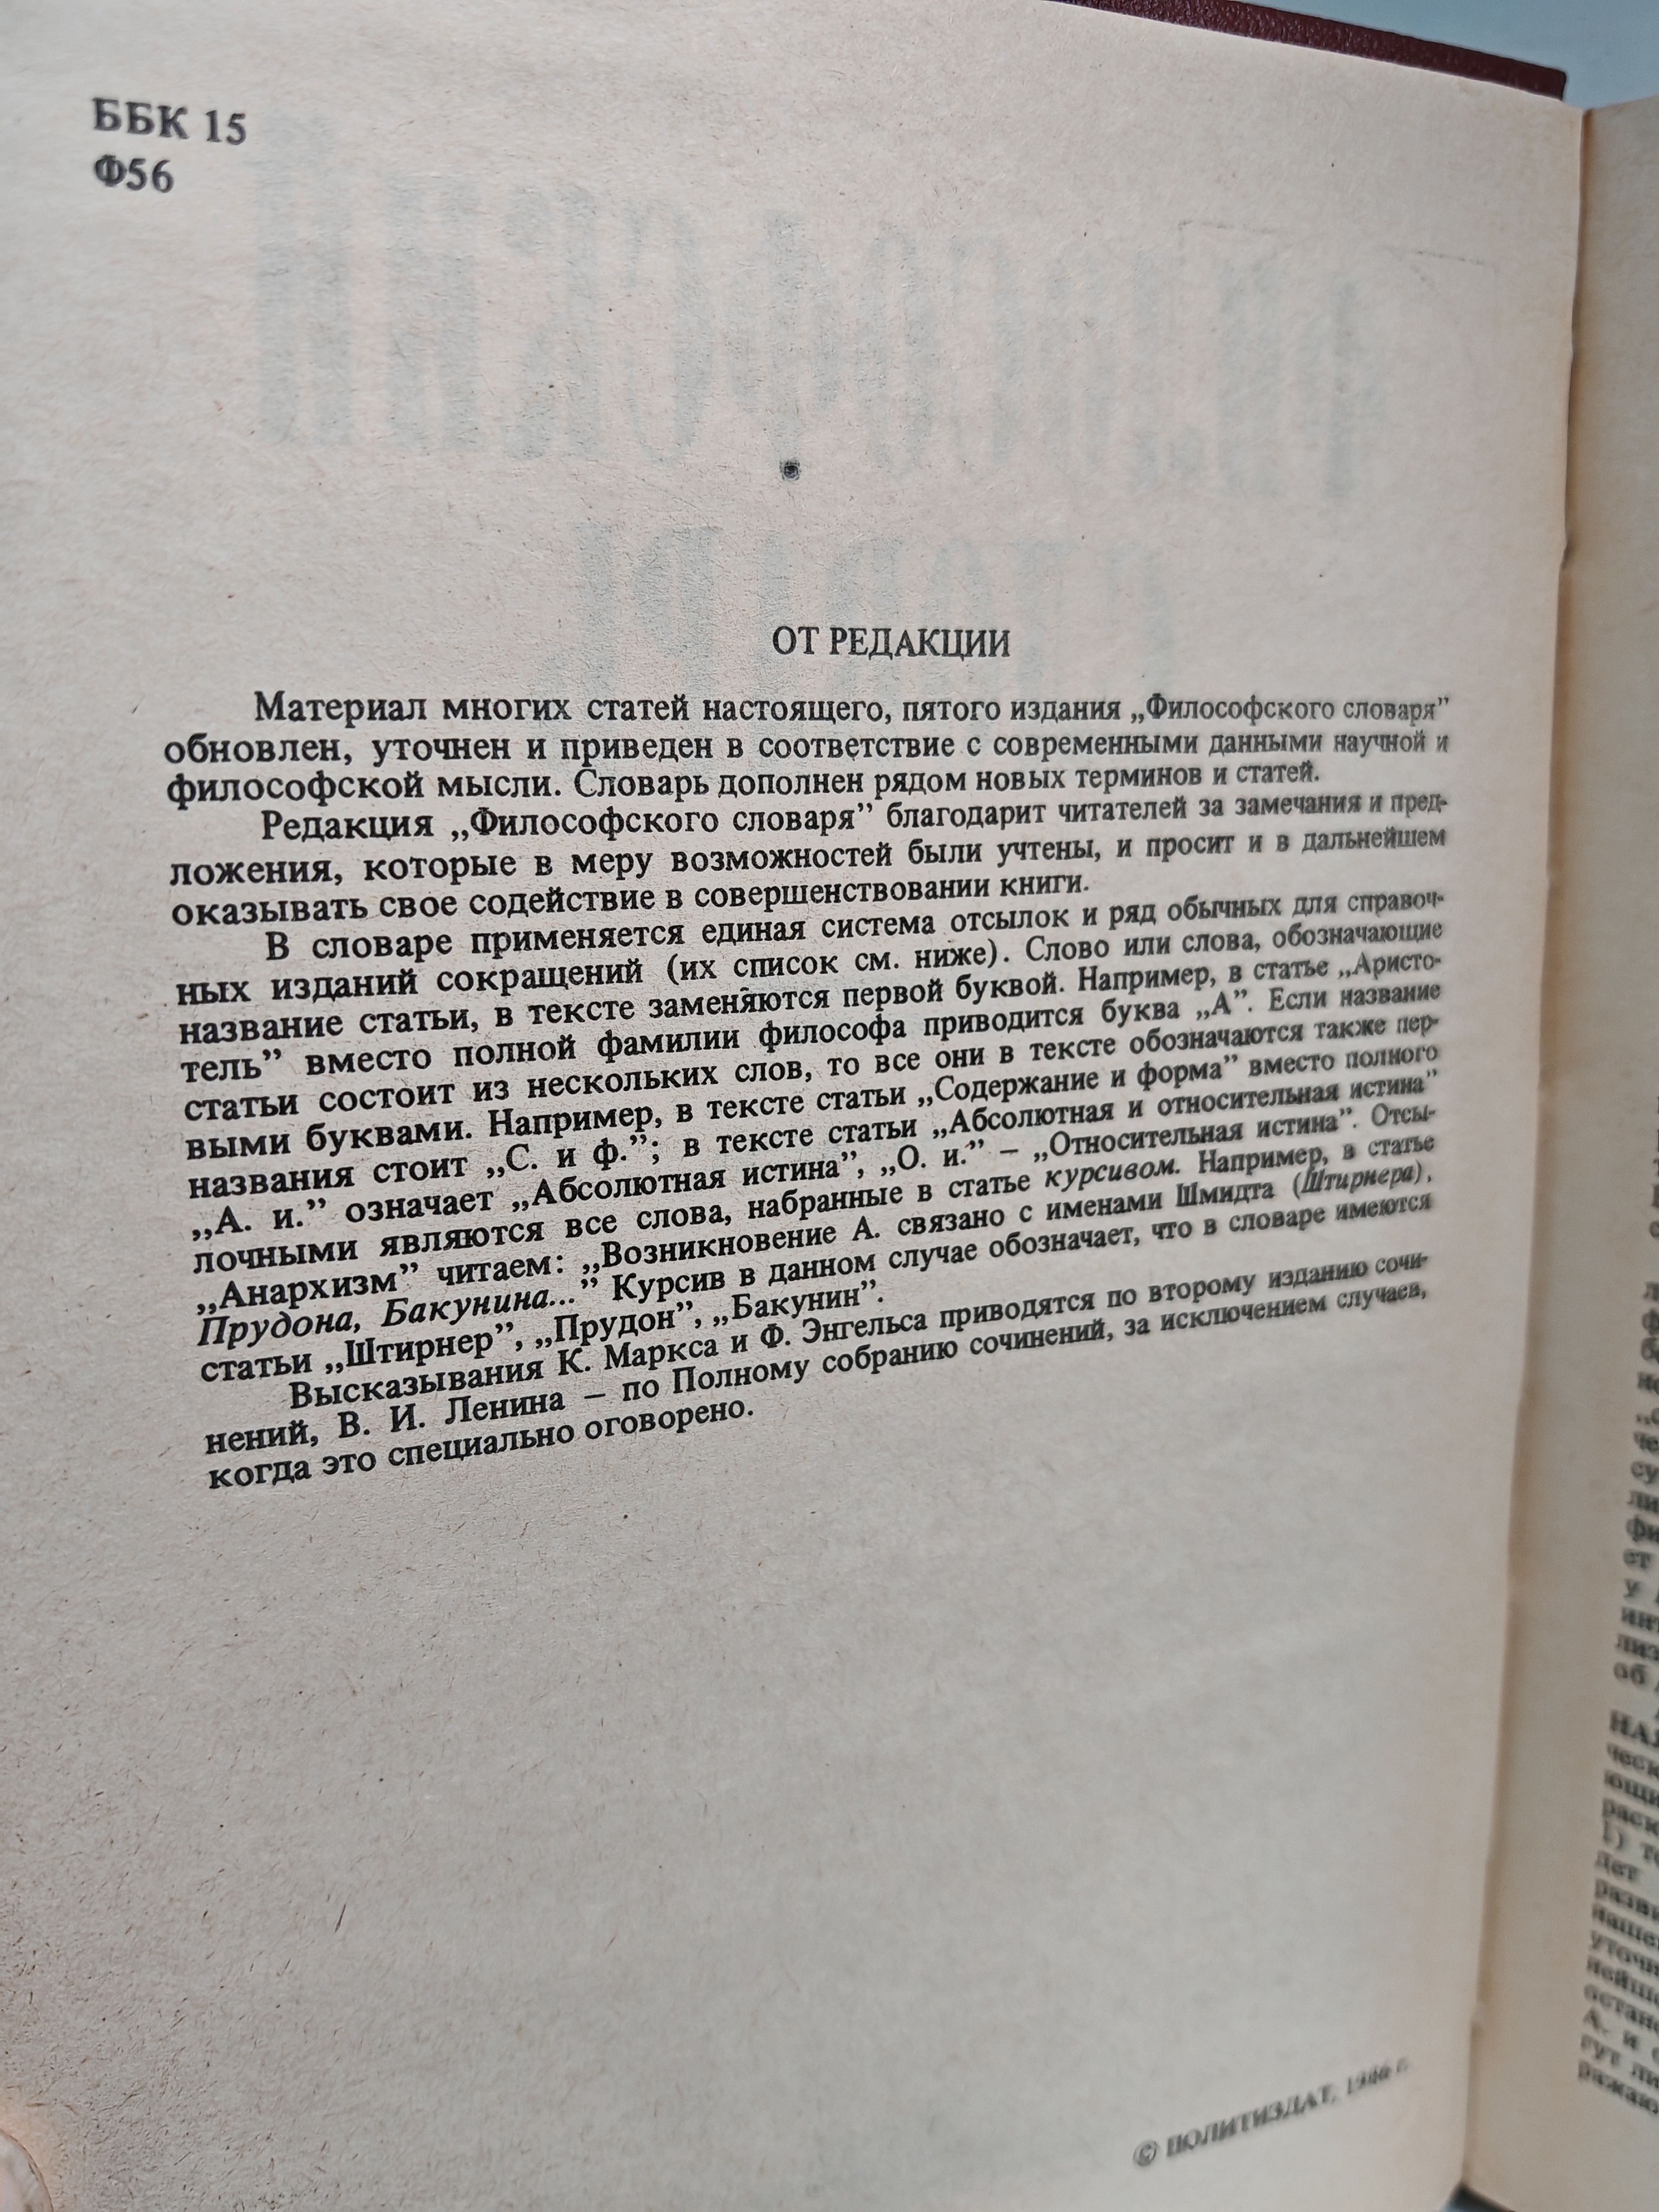 ББК 15
Ф56
ОТ РЕДАКЦИИ
Материал многих статей настоящего, пятого издания „Философского словаря”
обновлен, уточнен и приведен в соответствие с современными данными научной и
философской мысли. Словарь дополнен рядом новых терминов и статей.
Редакция „Философского словаря” благодарит читателей за замечания и пред-
ложения, которые в меру возможностей были учтены, и просит и в дальнейшем
оказывать свое содействие в совершенствовании книги.
В словаре применяется единая система отсылок и ряд обычных для справоч-
ных изданий сокращений (их список см. ниже). Слово или слова, обозначающие
название статьи, в тексте заменяются первой буквой. Например, в статье „Аристо-
тель” вместо полной фамилии философа приводится буква „А”. Если название
статьи состоит из нескольких слов, то все они в тексте обозначаются также пер-
выми буквами. Например, в тексте статьи „Содержание и форма” вместо полного
названия стоит „С. и ф.”; в тексте статьи „Абсолютная и относительная истина”
„А. и.” означает „Абсолютная истина”, „О. и.” – „Относительная истина”. Отсы-
лочными являются все слова, набранные в статье курсивом. Например, в статье
„Анархизм” читаем: „Возникновение А. связано с именами Шмидта (Штирнера),
Прудона, Бакунина...” Курсив в данном случае обозначает, что в словаре имеются
статьи „Штирнер”, „Прудон”, „Бакунин”.
Высказывания К. Маркса и Ф. Энгельса приводятся по второму изданию сочи-
нений, В. И. Ленина – по Полному собранию сочинений, за исключением случаев,
когда это специально оговорено.
© ПОЛИТИЗДАТ, 1986 г.